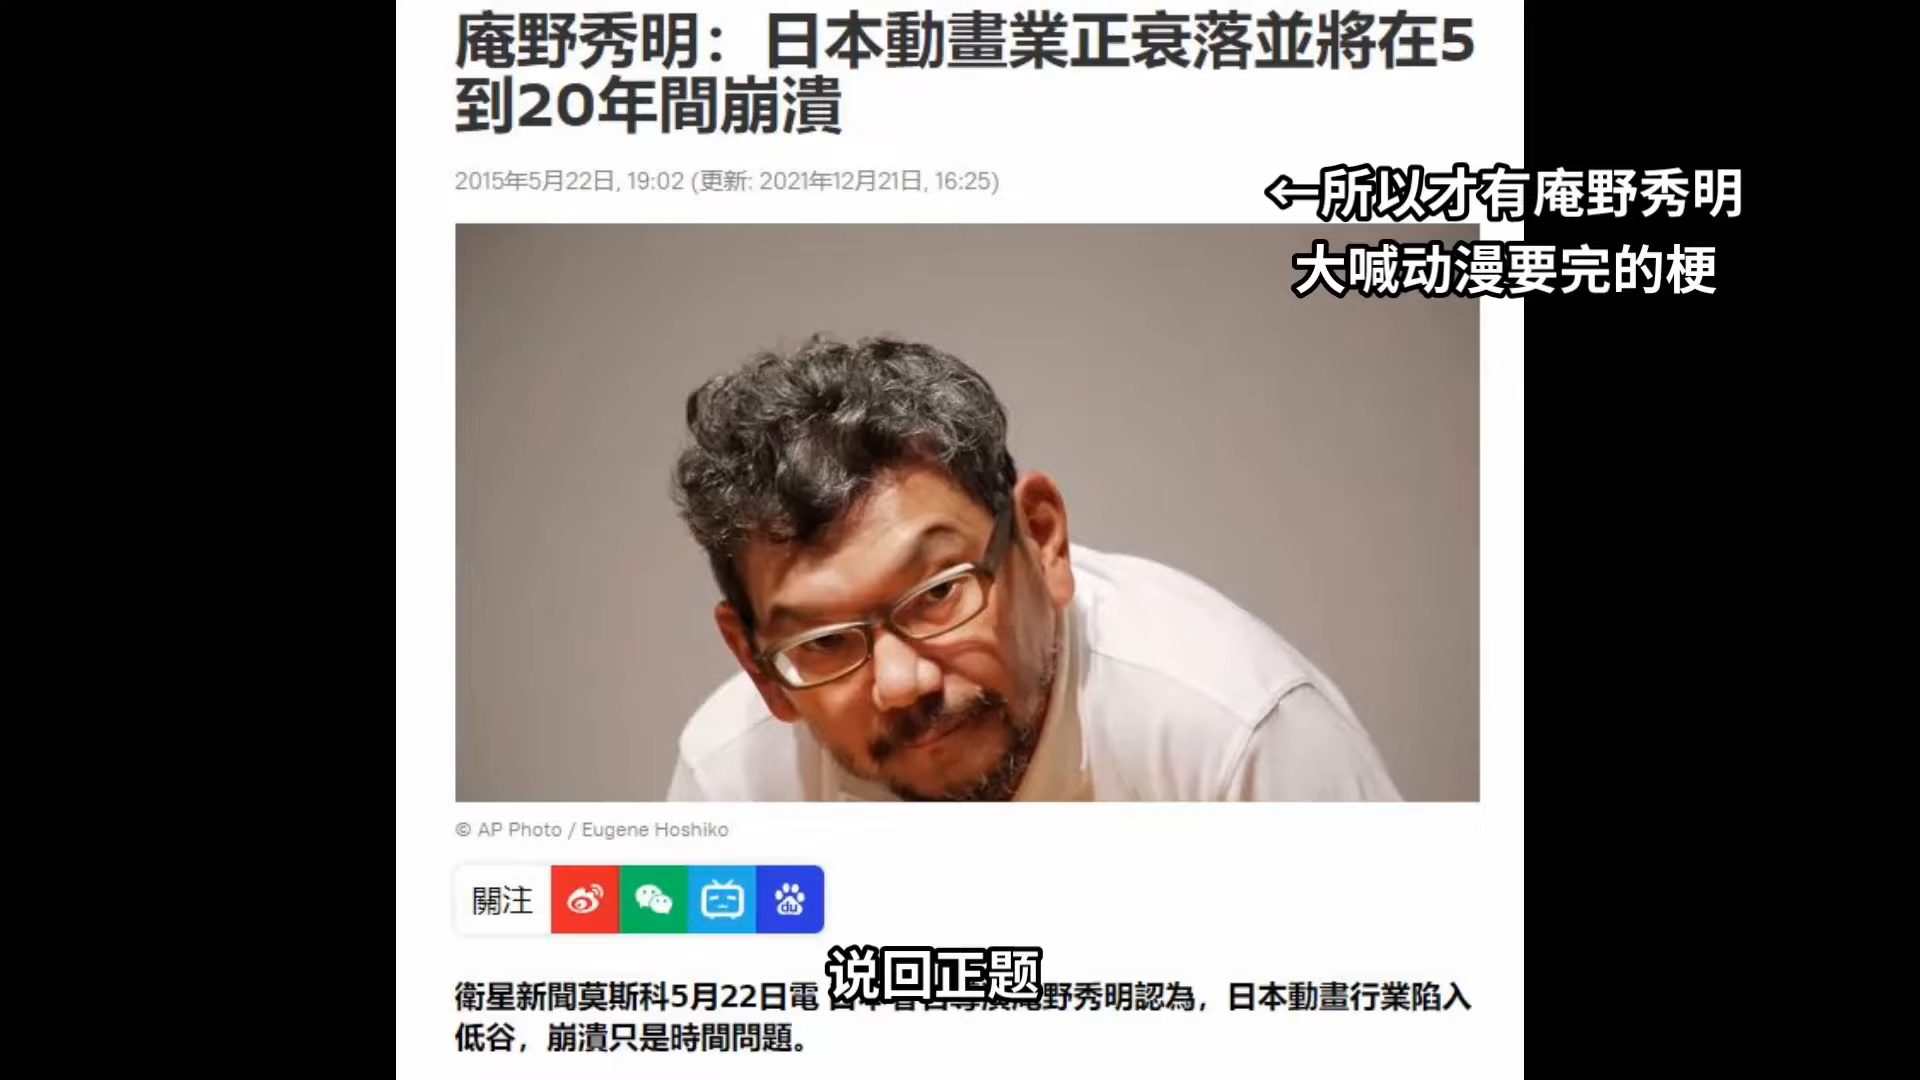 庵野秀明：日本動畫業正衰落並將在5
到20年間崩潰
2015年5月22日, 19:02 (更新: 2021年12月21日, 16:25)
←所以才有庵野秀明
大喊动漫要完的梗
© AP Photo / Eugene Hoshiko
關注
du
说回正题
衛星新聞莫斯科5月22日電 野秀明認為，日本動畫行業陷入
低谷，崩潰只是時間問題。